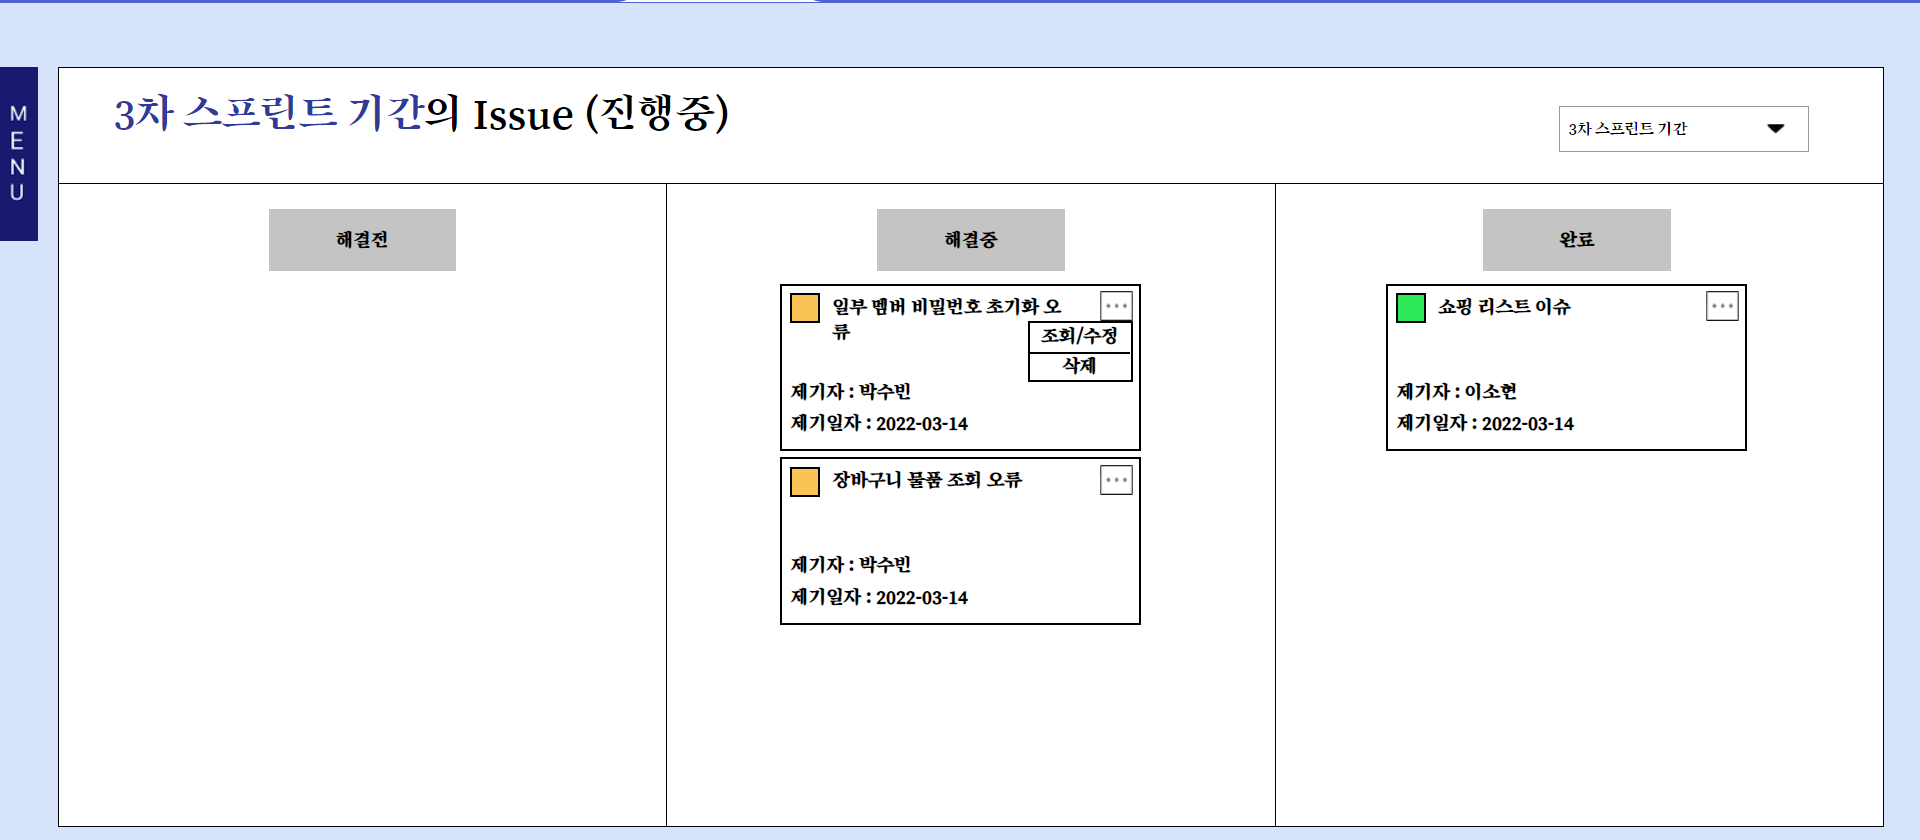 M
E
N
U
3차 스프린트 기간의 Issue (진행중)
3차 스프린트 기간
해결전
해결중
일부 멤버 비밀번호 초기화 오
류
조회/수정
삭제
제기자 : 박수빈
제기일자 : 2022-03-14
장바구니 물품 조회 오류
제기자 : 박수빈
제기일자 : 2022-03-14
완료
쇼핑 리스트 이슈
제기자 : 이소현
제기일자 : 2022-03-14